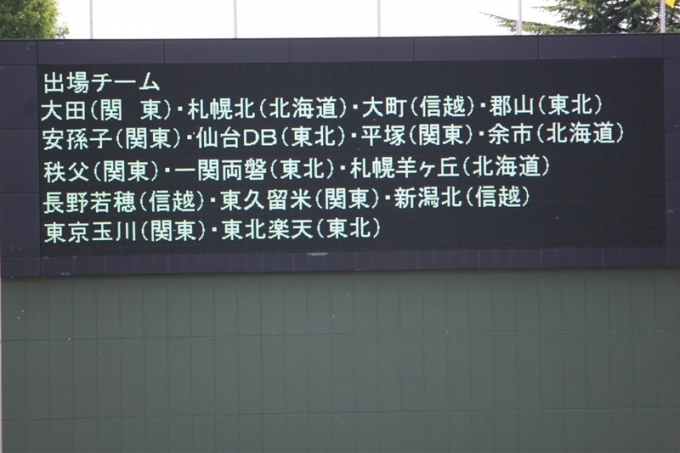 出場チーム
大田(関　東)・札幌北(北海道)・大町(信越)・郡山(東北)
安孫子(関東)・仙台DB(東北)・平塚(関東)・余市(北海道)
秩父(関東)・一関両磐(東北)・札幌羊ヶ丘(北海道)
長野若穂(信越)・東久留米(関東)・新潟北(信越)
東京玉川(関東)・東北楽天(東北)